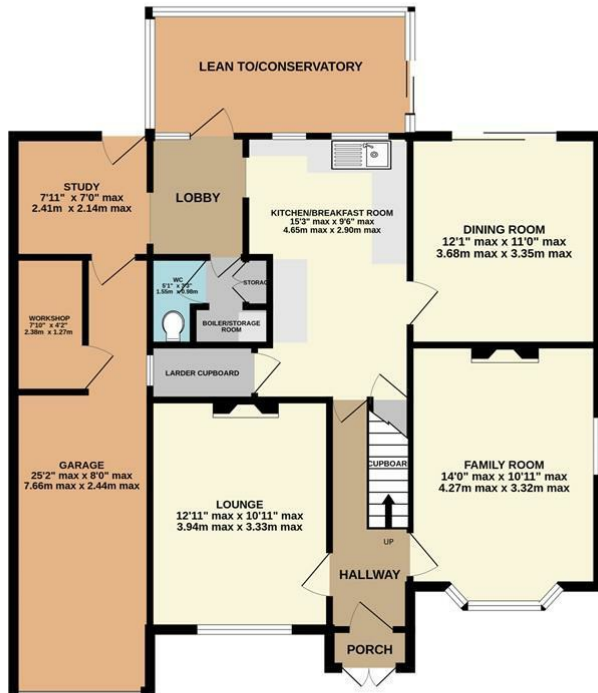 LEAN TO/CONSERVATORY
STUDY
7'11" x 7'0" max
2.41m x 2.14m max
LOBBY
KITCHEN/BREAKFAST ROOM
15'3" max x 9'6" max
4.65m max x 2.90m max
DINING ROOM
12'1" max x 11'0" max
3.68m max x 3.35m max
WC
STORAG
WORKSHOP
7'10" x 4'2"
2.38m x 1.27m
BOILER/STORAGE
ROOM
LARDER CUPBOARD
GARAGE
25'2" max x 8'0" max
7.66m max x 2.44m max
LOUNGE
12'11" max x 10'11" max
3.94m max x 3.33m max
CUPBOAR
FAMILY ROOM
14'0" max x 10'11" max
4.27m max x 3.32m max
UP
HALLWAY
PORCH